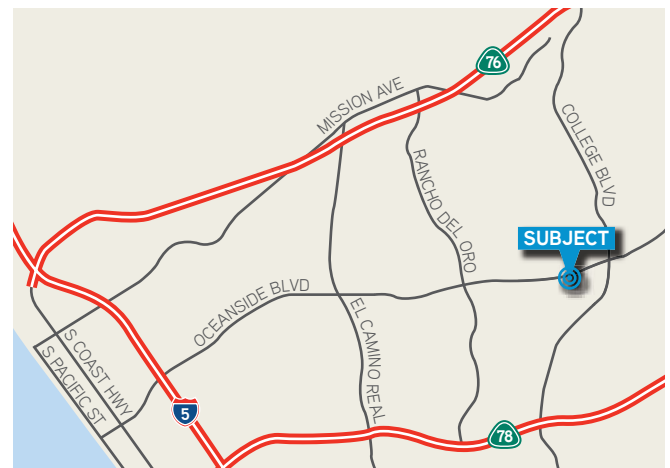 76
MISSION AVE
COLLEGE BLVD
RANCHO DEL ORO
SUBJECT
OCEANSIDE BLVD
EL CAMINO REAL
S COAST HWY
S PACIFIC ST
5
78